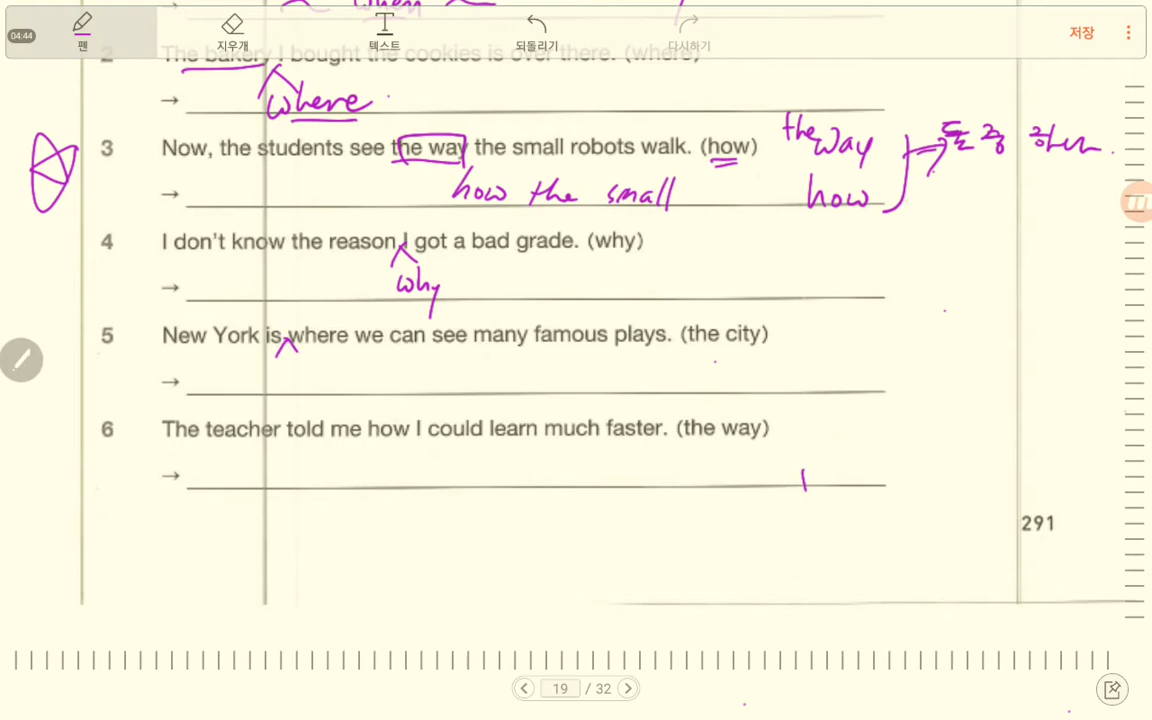 when
04:44
펜
지우개
텍스트
되돌리기
다시하기
저장
2 The bakery I bought the cookies is over there. (where)
→ where
3 Now, the students see the way the small robots walk. (how)
the way
how
둘 중 하나.
→ how the small
4 I don't know the reason I got a bad grade. (why)
→ why
5 New York is where we can see many famous plays. (the city)
→
6 The teacher told me how I could learn much faster. (the way)
→
291
19 / 32